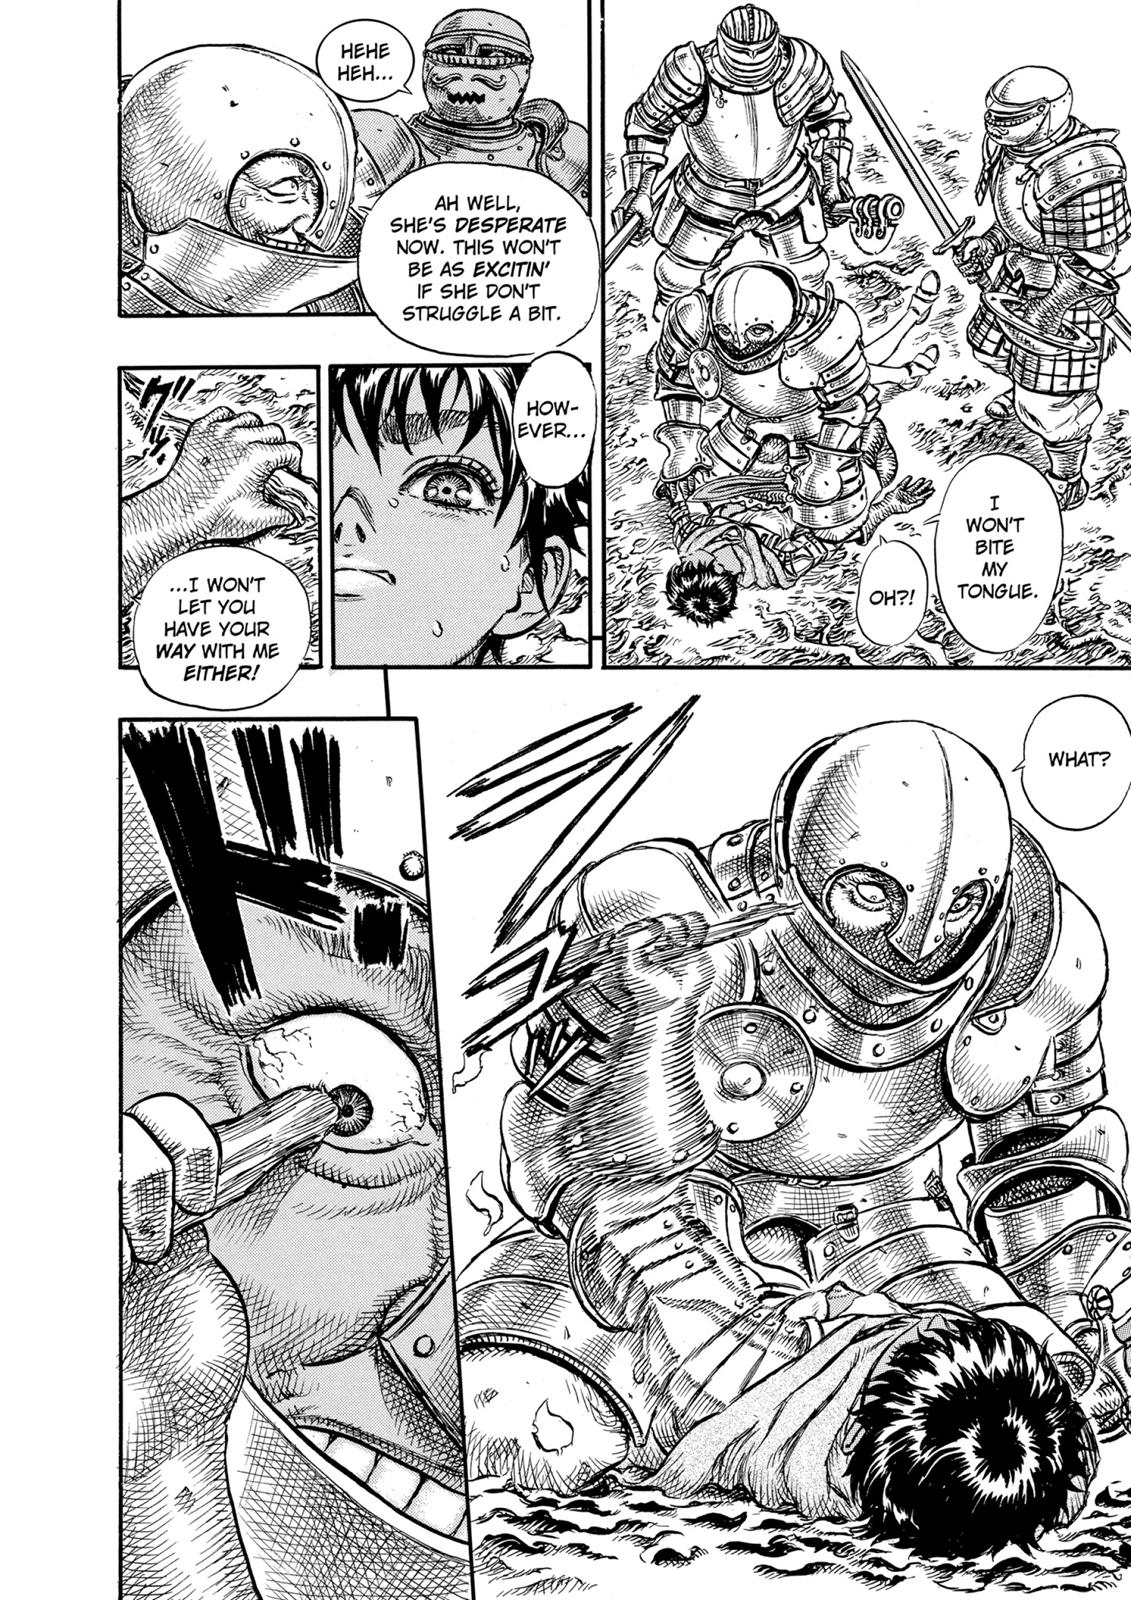 I
WON'T
BITE
MY
TONGUE.
OH?!
HEHE
HEH...
AH WELL,
SHE'S DESPERATE
NOW. THIS WON'T
BE AS EXCITIN'
IF SHE DON'T
STRUGGLE A BIT.
HOW-
EVER...
...I WON'T
LET YOU
HAVE YOUR
WAY WITH ME
EITHER!
WHAT?